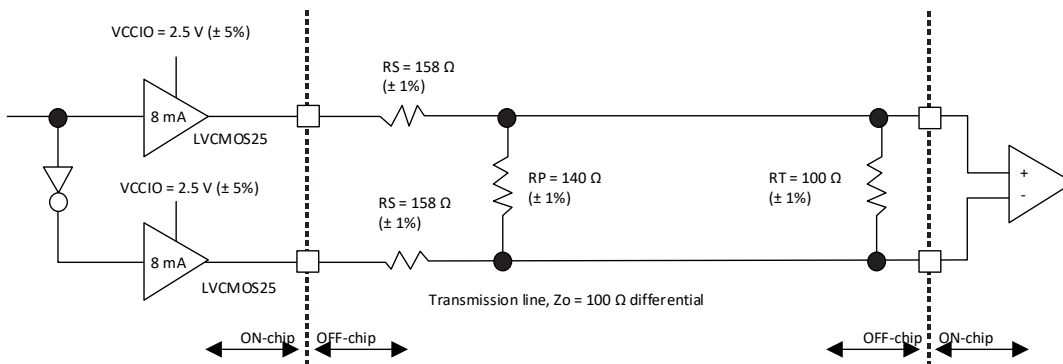 VCCIO = 2.5 V (± 5%)
RS = 158 Ω
(± 1%)
8 mA
LVCMOS25
VCCIO = 2.5 V (± 5%)
RP = 140 Ω
(± 1%)
RT = 100 Ω
(± 1%)
+
-
RS = 158 Ω
(± 1%)
8 mA
LVCMOS25
Transmission line, Zo = 100 Ω differential
ON-chip
OFF-chip
OFF-chip
ON-chip